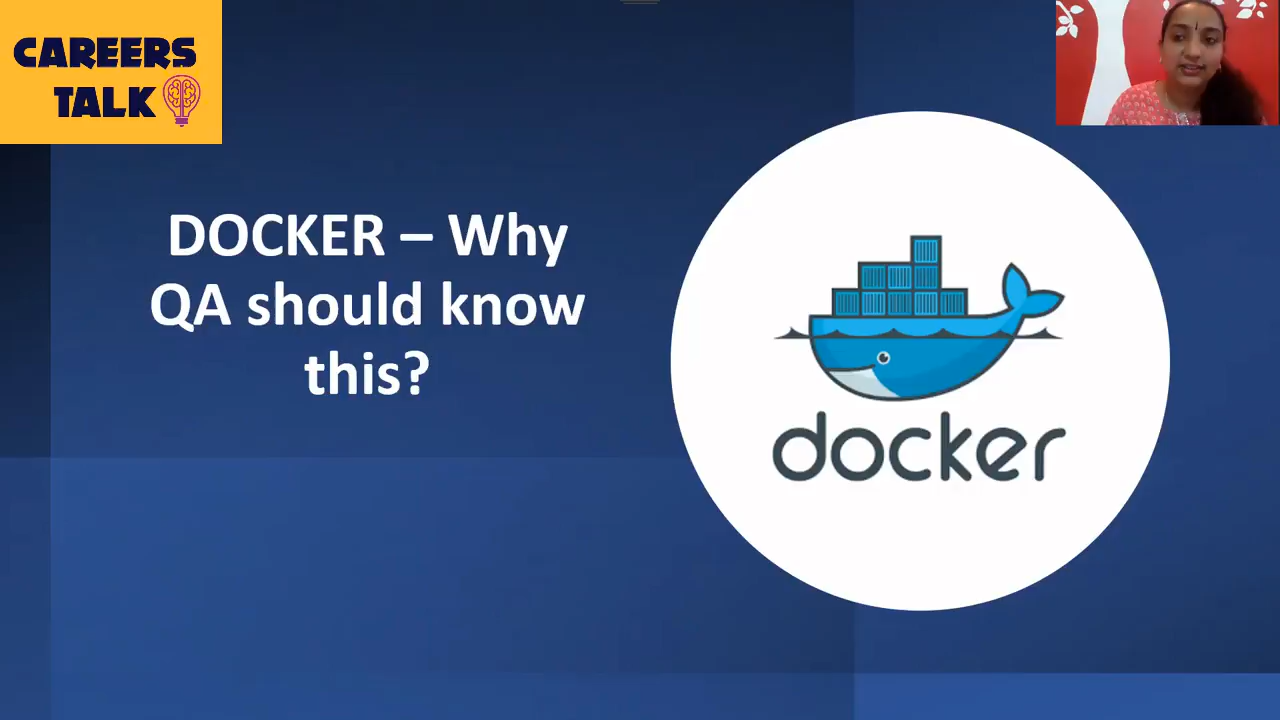 CAREERS
TALK
DOCKER – Why
QA should know
this?
docker